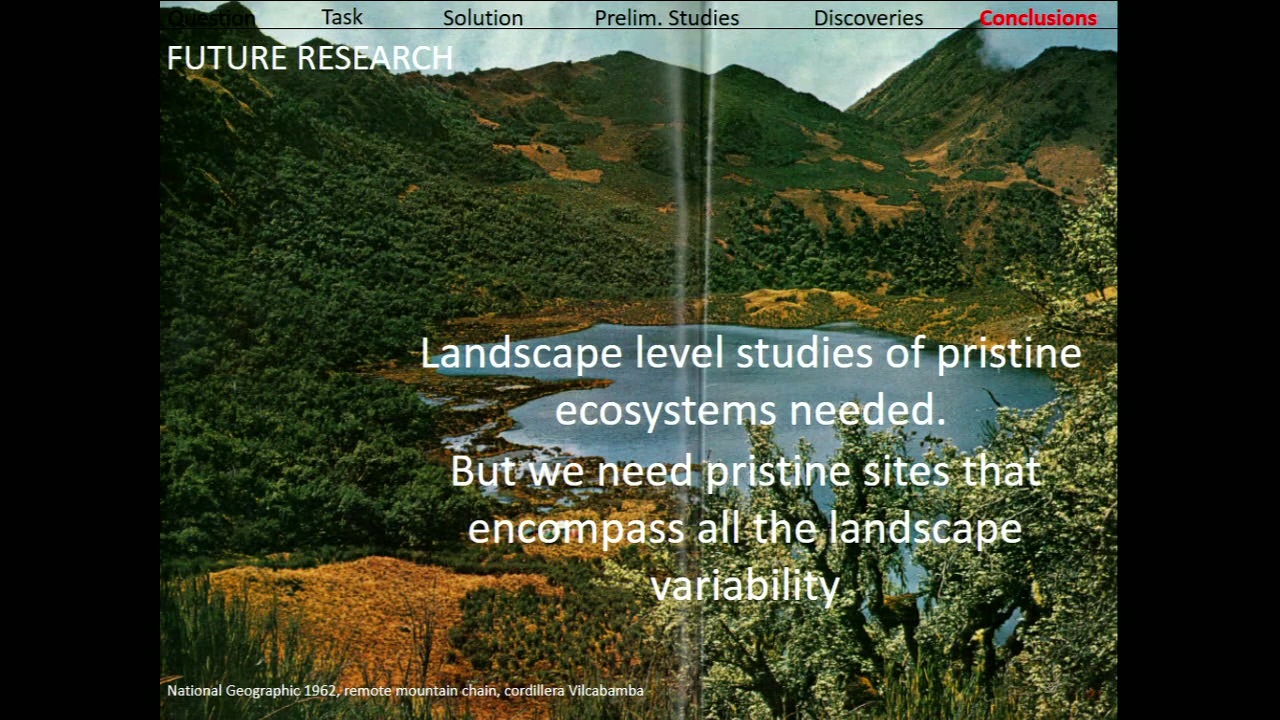 Question Task Solution Prelim. Studies Discoveries Conclusions
FUTURE RESEARCH
Landscape level studies of pristine
ecosystems needed.
But we need pristine sites that
encompass all the landscape
variability
National Geographic 1962, remote mountain chain, cordillera Vilcabamba